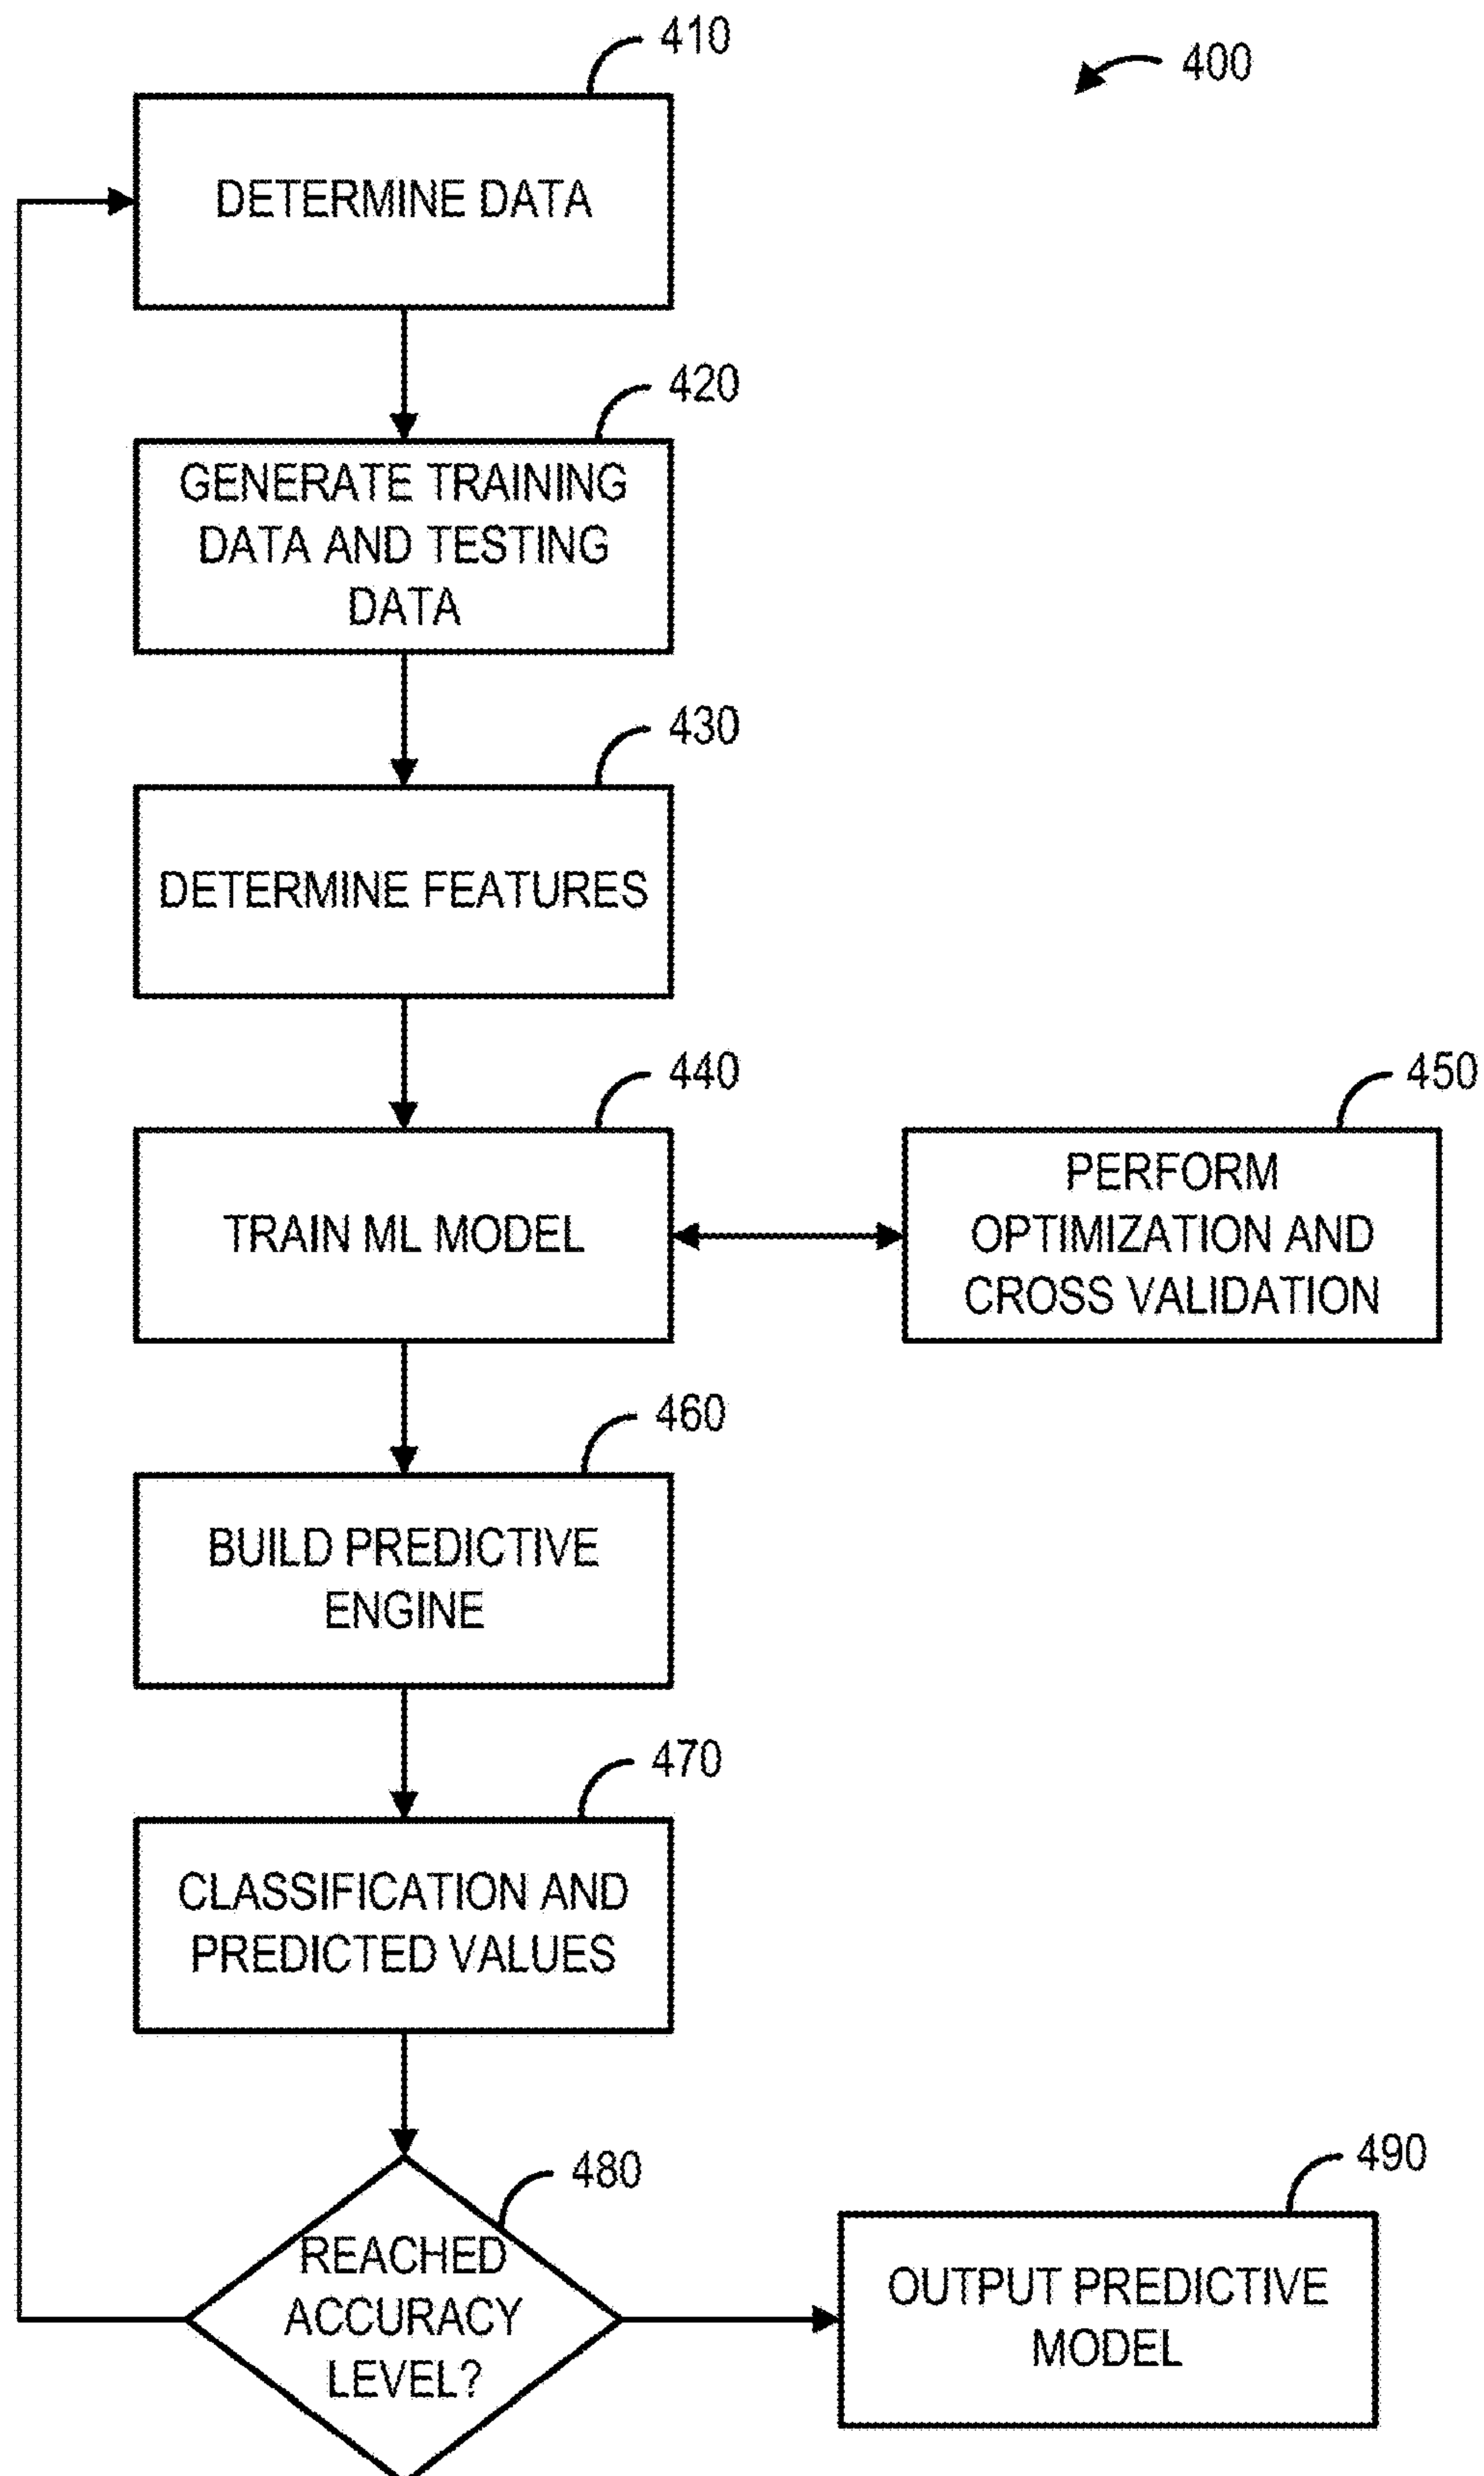 410
400
DETERMINE DATA
420
GENERATE TRAINING
DATA AND TESTING
DATA
430
DETERMINE FEATURES
440
TRAIN ML MODEL
450
PERFORM
OPTIMIZATION AND
CROSS VALIDATION
460
BUILD PREDICTIVE
ENGINE
470
CLASSIFICATION AND
PREDICTED VALUES
480
REACHED
ACCURACY
LEVEL?
490
OUTPUT PREDICTIVE
MODEL